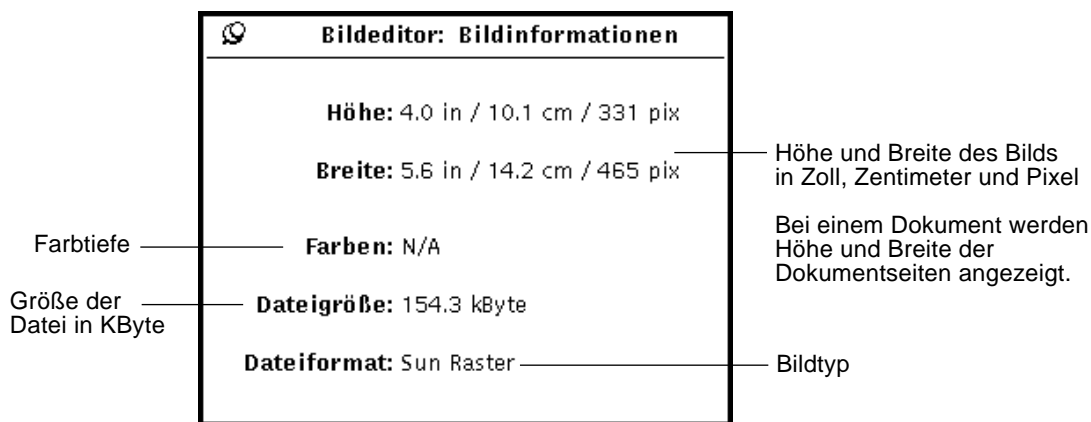 Bildeditor: Bildinformationen
Höhe: 4.0 in / 10.1 cm / 331 pix
Breite: 5.6 in / 14.2 cm / 465 pix
Höhe und Breite des Bilds
in Zoll, Zentimeter und Pixel
Bei einem Dokument werden
Höhe und Breite der
Dokumentseiten angezeigt.
Farbtiefe
Farben: N/A
Größe der
Datei in KByte
Dateigröße: 154.3 kByte
Dateiformat: Sun Raster
Bildtyp